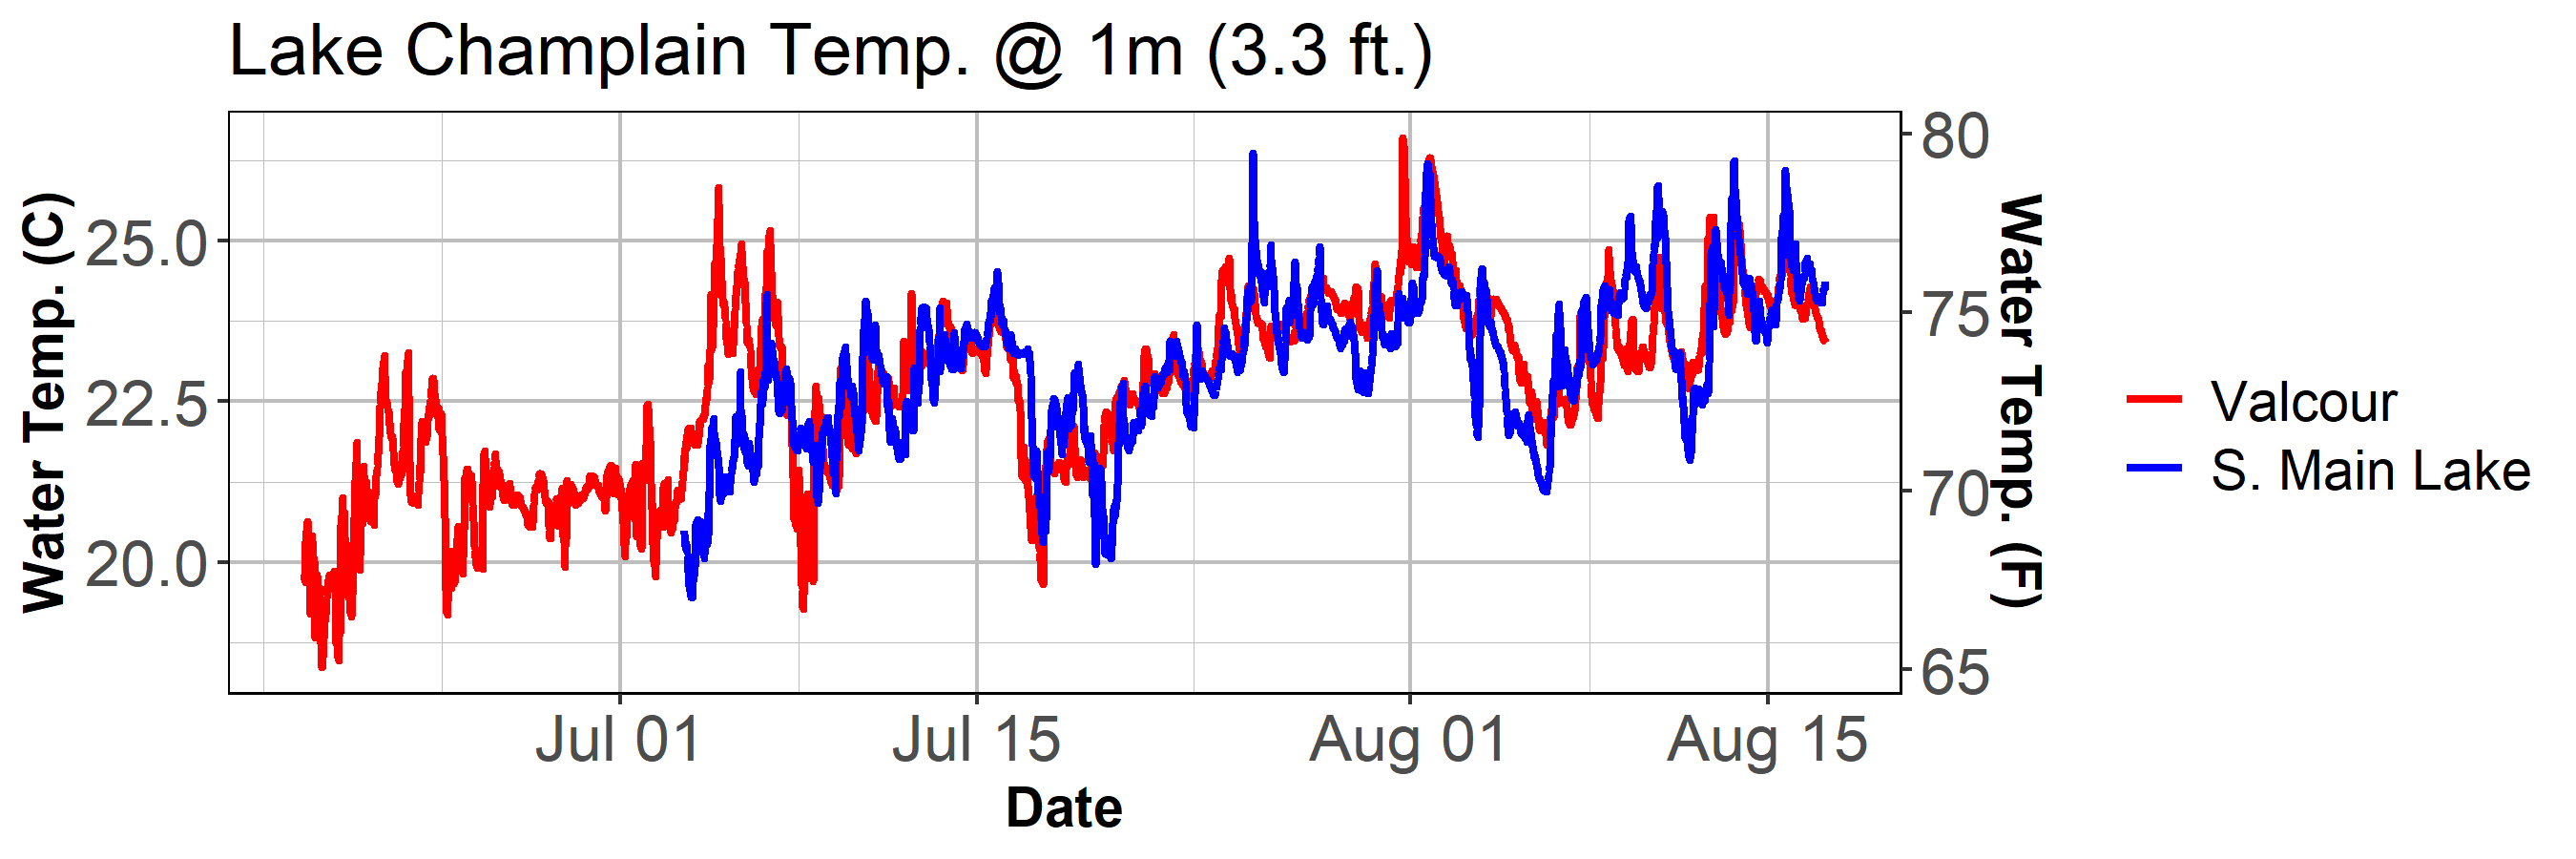 Lake Champlain Temp. @ 1m (3.3 ft.)
Water Temp. (C)
25.0
22.5
20.0
80
75
70
65
Water Temp. (F)
Jul 01
Jul 15
Aug 01
Aug 15
Date
Valcour
S. Main Lake